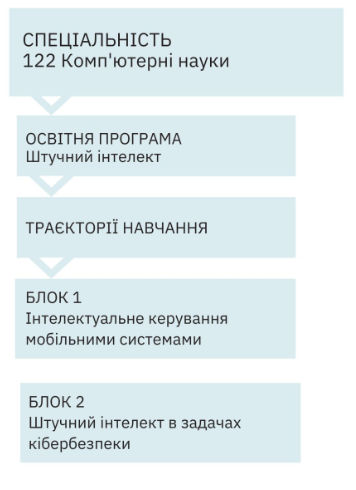 СПЕЦІАЛЬНІСТЬ
122 Комп'ютерні науки
ОСВІТНЯ ПРОГРАМА
Штучний інтелект
ТРАЄКТОРІЇ НАВЧАННЯ
БЛОК 1
Інтелектуальне керування
мобільними системами
БЛОК 2
Штучний інтелект в задачах
кібербезпеки